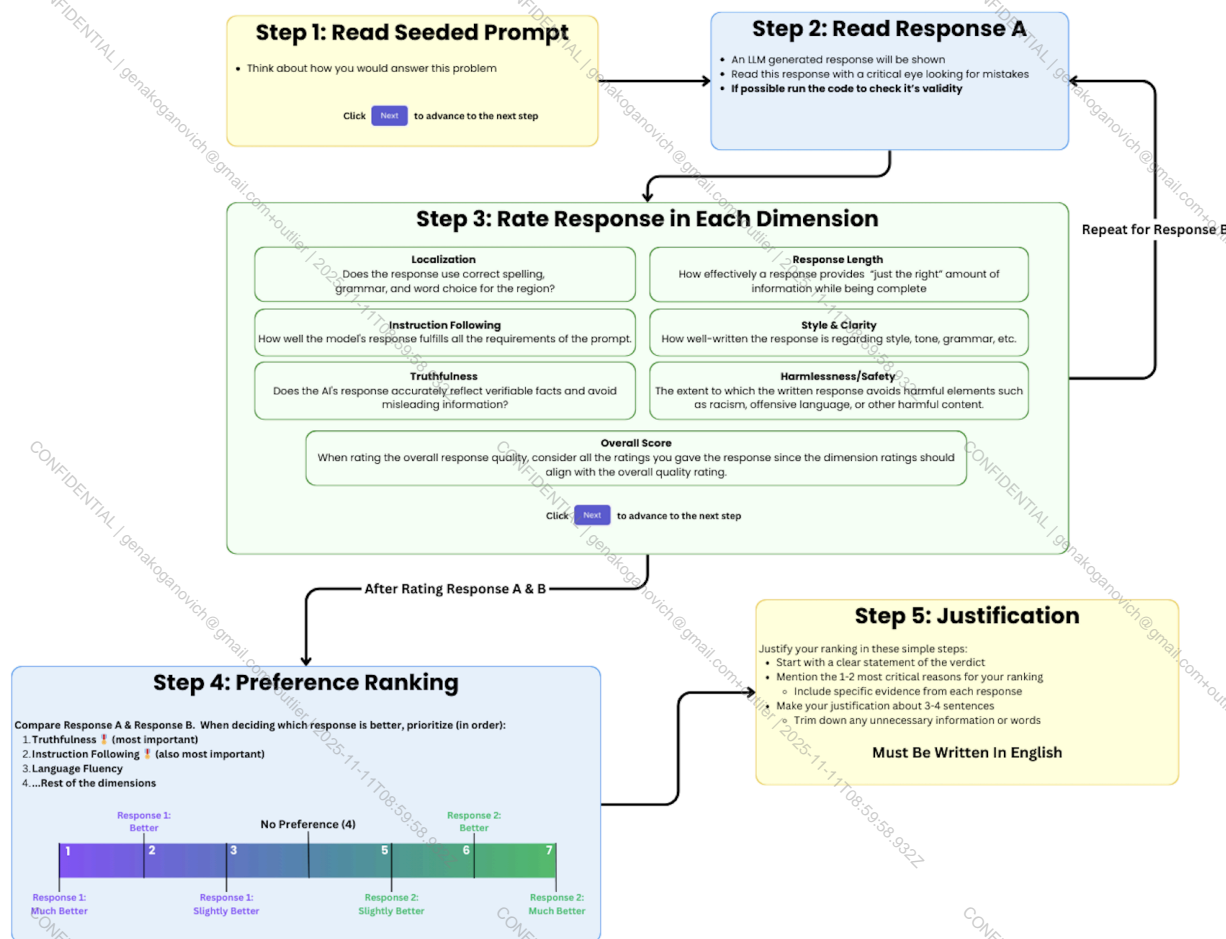 Step 1: Read Seeded Prompt
Think about how you would answer this problem
Click Next to advance to the next step
Step 2: Read Response A
An LLM generated response will be shown
Read this response with a critical eye looking for mistakes
If possible run the code to check it's validity
Repeat for Response B
Step 3: Rate Response in Each Dimension
Localization
Does the response use correct spelling,
grammar, and word choice for the region?
Response Length
How effectively a response provides "just the right" amount of
information while being complete
Instruction Following
How well the model's response fulfills all the requirements of the prompt.
Style & Clarity
How well-written the response is regarding style, tone, grammar, etc.
Truthfulness
Does the AI's response accurately reflect verifiable facts and avoid
misleading information?
Harmlessness/Safety
The extent to which the written response avoids harmful elements such
as racism, offensive language, or other harmful content.
Overall Score
When rating the overall response quality, consider all the ratings you gave the response since the dimension ratings should
align with the overall quality rating.
Click Next to advance to the next step
After Rating Response A & B
Step 4: Preference Ranking
Compare Response A & Response B. When deciding which response is better, prioritize (in order):
1. Truthfulness 🎖 (most important)
2. Instruction Following 🎖 (also most important)
3. Language Fluency
4. ...Rest of the dimensions
Response 1:
Better
No Preference (4)
Response 2:
Better
1 2 3 5 6 7
Response 1:
Much Better
Response 1:
Slightly Better
Response 2:
Slightly Better
Response 2:
Much Better
Step 5: Justification
Justify your ranking in these simple steps:
Start with a clear statement of the verdict
Mention the 1-2 most critical reasons for your ranking
Include specific evidence from each response
Make your justification about 3-4 sentences
Trim down any unnecessary information or words
Must Be Written In English
CONFIDENTIAL | genakoganovich@gmail.com+outlier | 2025-11-11T08:59:58.932Z